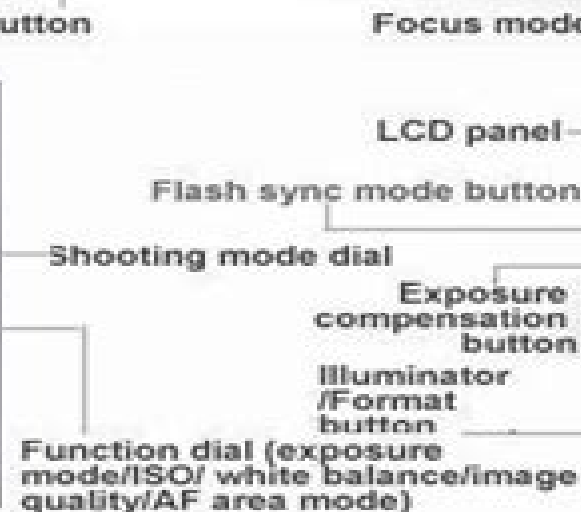 utton
Focus mode
LCD panel
Flash sync mode button
Shooting mode dial
Exposure
compensation
button
Illuminator
/Format
button
Function dial (exposure
mode/ISO/ white balance/image
quality/AF area mode)